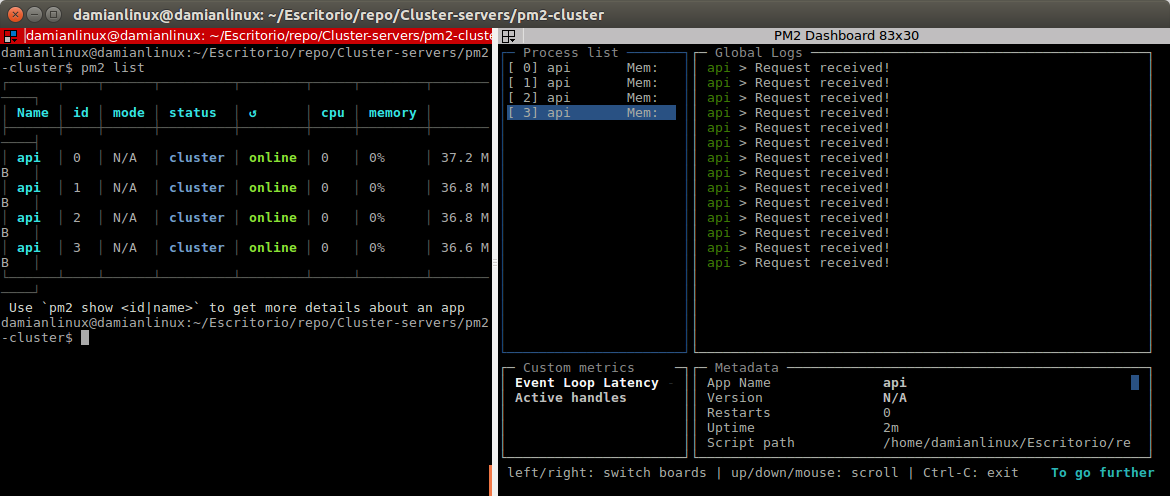 damianlinux@damianlinux: ~/Escritorio/repo/Cluster-servers/pm2-cluster
damianlinux@damianlinux: ~/Escritorio/repo/Cluster-servers/pm2-cluste
damianlinux@damianlinux:~/Escritorio/repo/Cluster-servers/pm2
-cluster$ pm2 list
Name id mode status ↺ cpu memory
api 0 N/A cluster online 0 0% 37.2 M
B
api 1 N/A cluster online 0 0% 36.8 M
B
api 2 N/A cluster online 0 0% 36.8 M
B
api 3 N/A cluster online 0 0% 36.6 M
B
Use `pm2 show <id|name>` to get more details about an app
damianlinux@damianlinux:~/Escritorio/repo/Cluster-servers/pm2
-cluster$
PM2 Dashboard 83x30
Process list
[ 0] api Mem:
[ 1] api Mem:
[ 2] api Mem:
[ 3] api Mem:
Global Logs
api > Request received!
api > Request received!
api > Request received!
api > Request received!
api > Request received!
api > Request received!
api > Request received!
api > Request received!
api > Request received!
api > Request received!
api > Request received!
api > Request received!
api > Request received!
api > Request received!
Custom metrics
Event Loop Latency -
Active handles
Metadata
App Name api
Version N/A
Restarts 0
Uptime 2m
Script path /home/damianlinux/Escritorio/re
left/right: switch boards | up/down/mouse: scroll | Ctrl-C: exit To go further